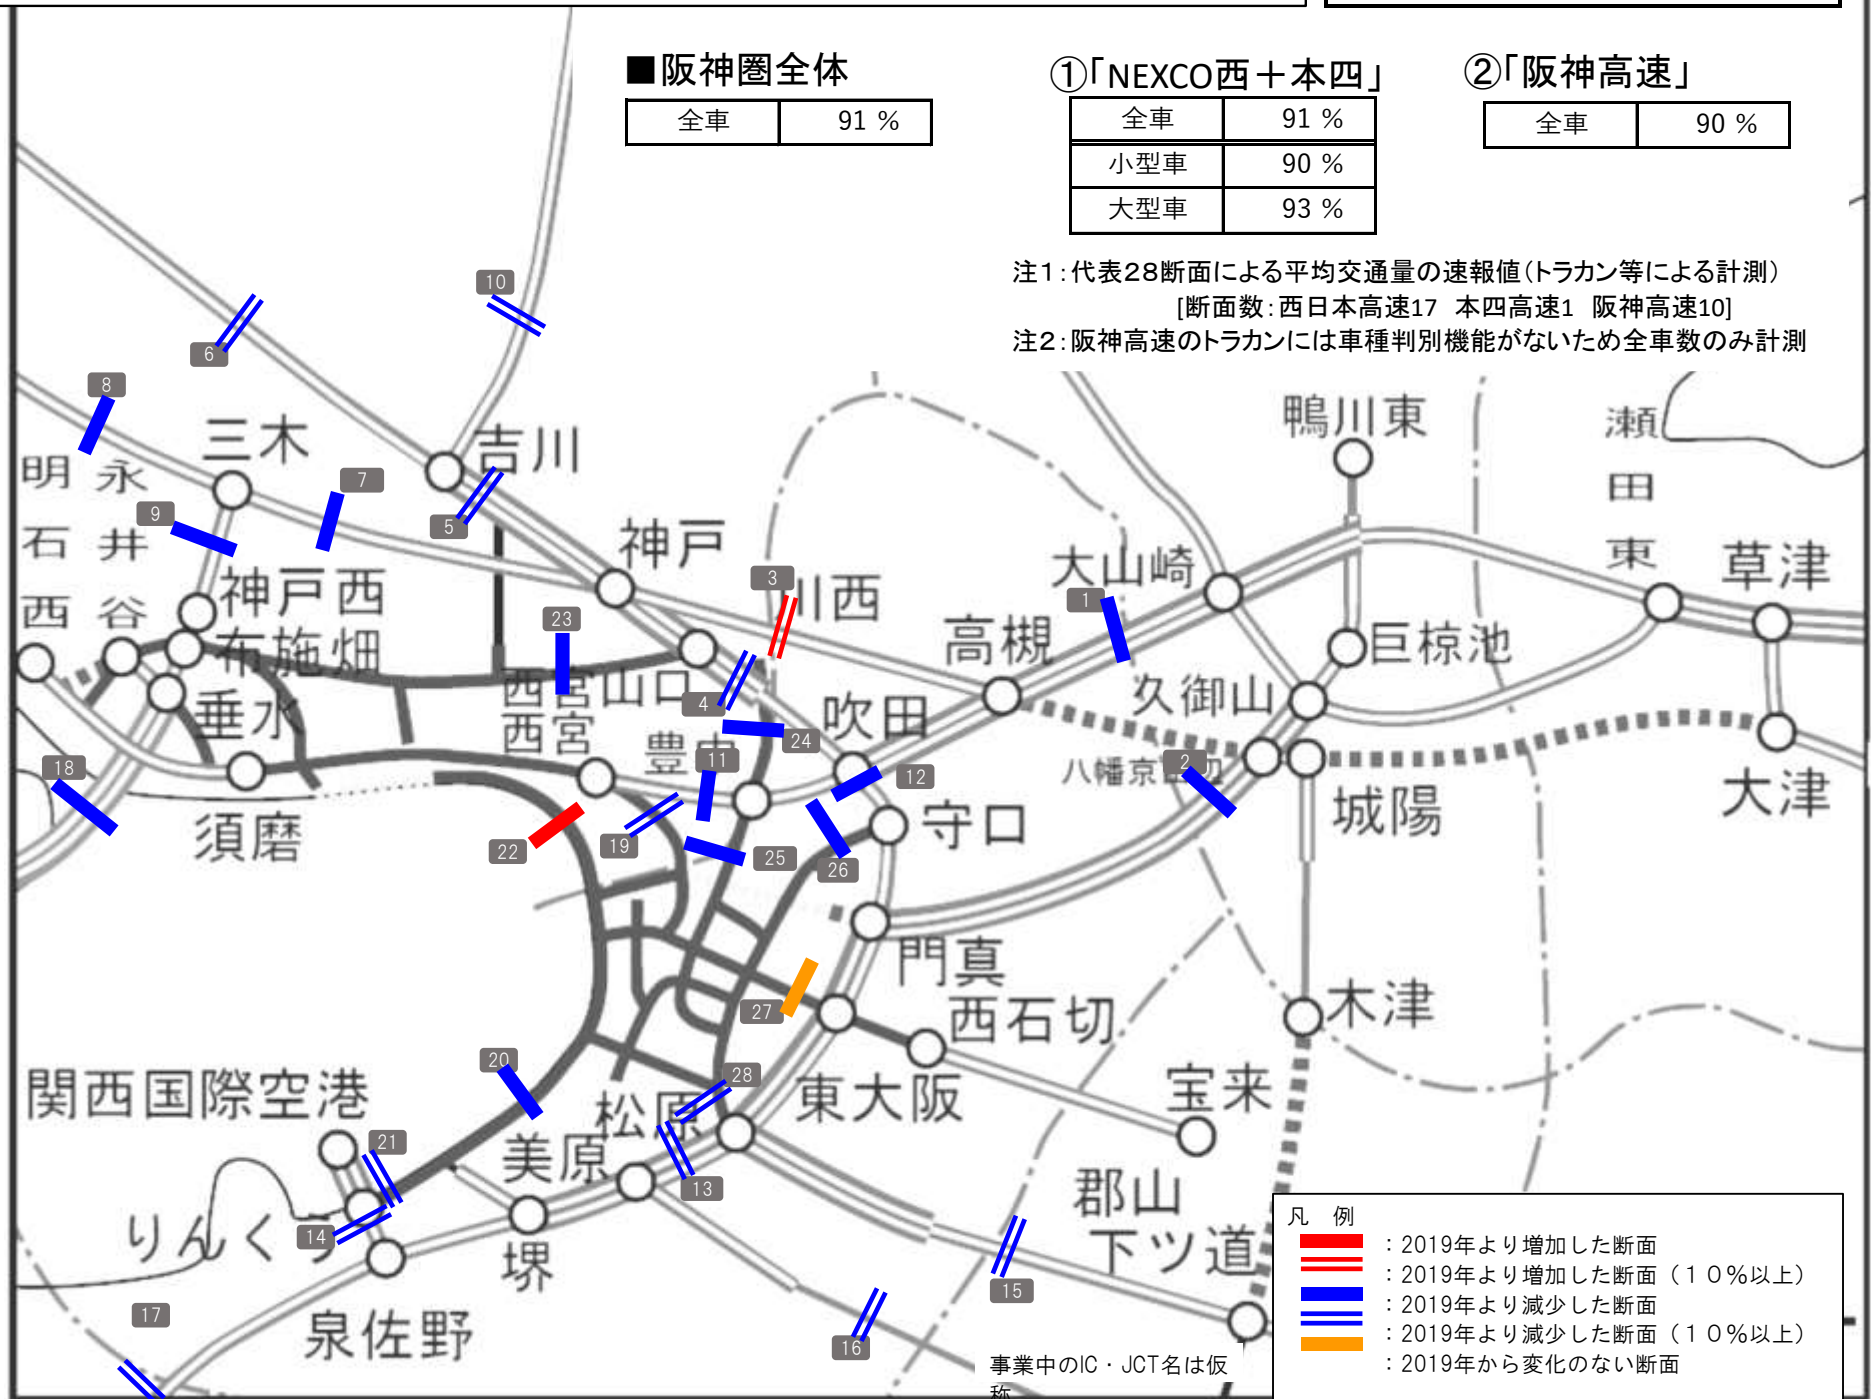 ■阪神圏全体
全車 91 %
①「NEXCO西＋本四」
全車 91 %
小型車 90 %
大型車 93 %
②「阪神高速」
全車 90 %
注1：代表28断面による平均交通量の速報値（トラカン等による計測）
[断面数：西日本高速17 本四高速1 阪神高速10]
注2：阪神高速のトラカンには車種判別機能がないため全車数のみ計測
10
6
8
三木
吉川
鴨川東
瀬田東
明石西
永井谷
7
9
5
神戸
大山崎
草津
神戸西
3
川西
1
布施畑
23
高槻
巨椋池
西宮山口
4
久御山
垂水
西宮
吹田
24
豊中
11
12
八幡京田辺
2
18
大津
須磨
守口
城陽
22
19
25
26
門真
27
西石切
木津
20
28
東大阪
宝来
関西国際空港
松原
21
美原
13
郡山
りんくう
14
下ツ道
堺
15
17
泉佐野
16
事業中のIC・JCT名は仮
称
凡 例
：2019年より増加した断面
：2019年より増加した断面（１０％以上）
：2019年より減少した断面
：2019年より減少した断面（１０％以上）
：2019年から変化のない断面